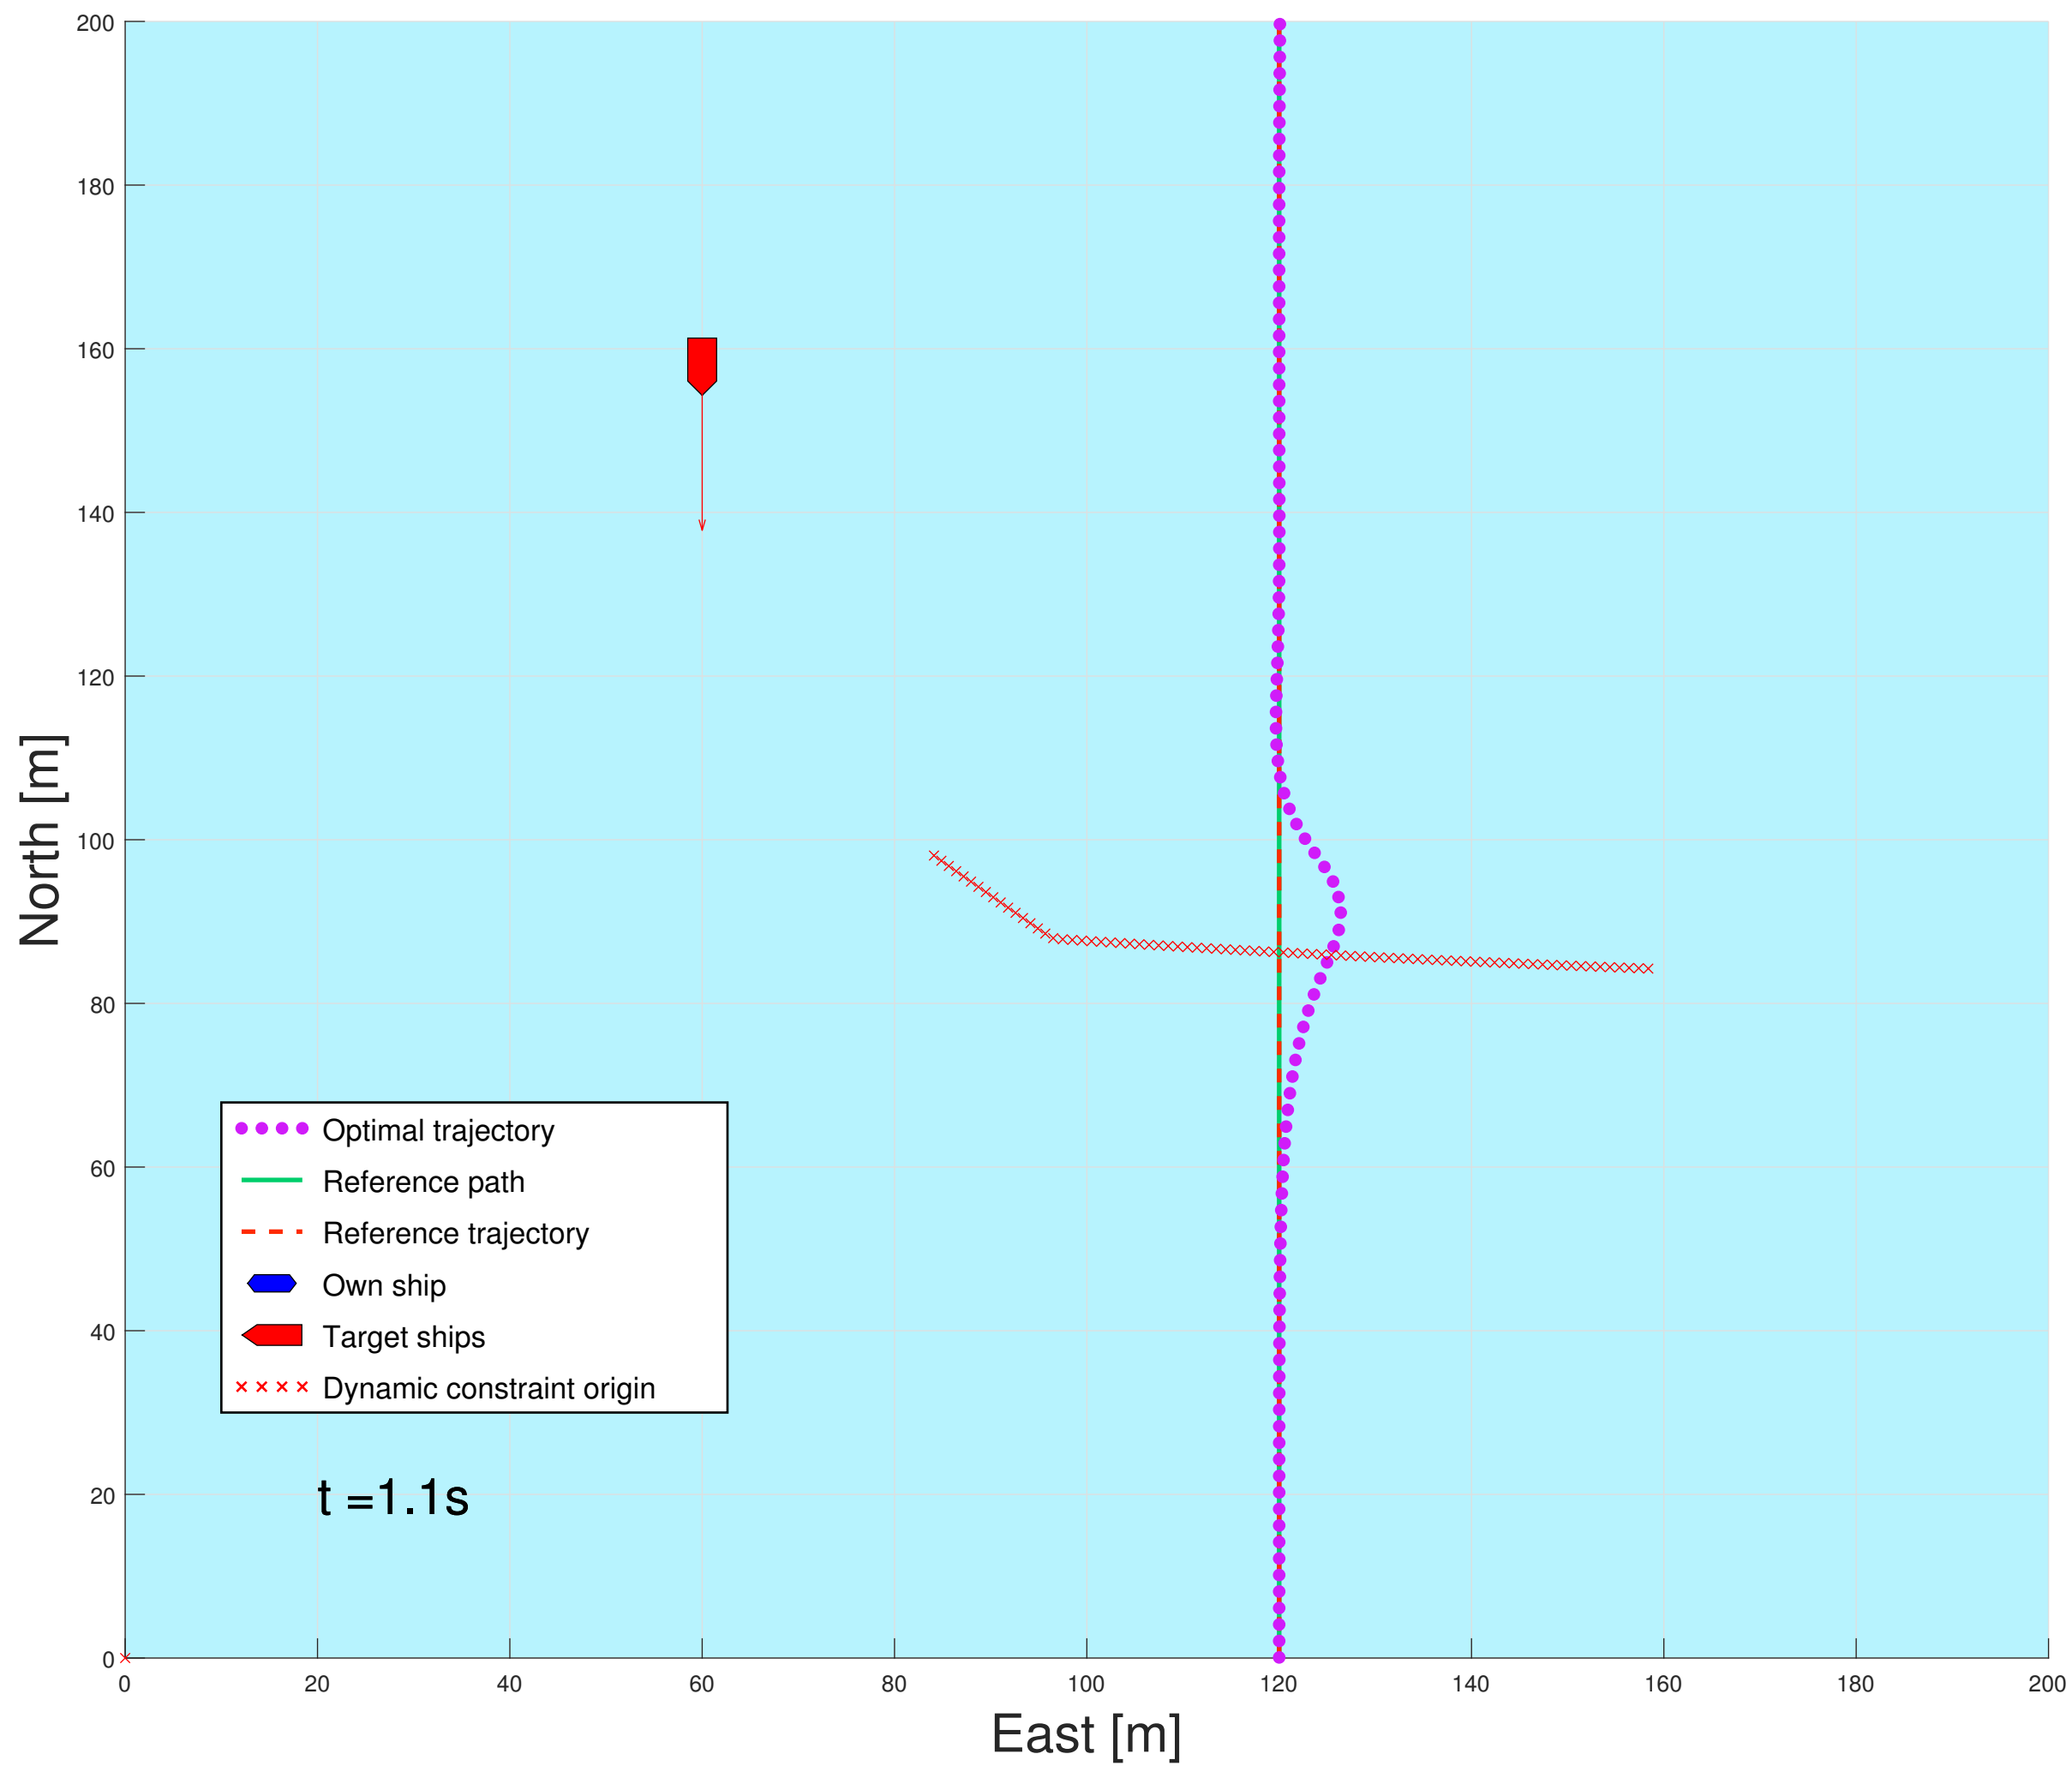 200
180
160
140
120
100
80
60
40
20
0
North [m]
Optimal trajectory
Reference path
Reference trajectory
Own ship
Target ships
Dynamic constraint origin
t =1.1s
0 20 40 60 80 100 120 140 160 180 200
East [m]